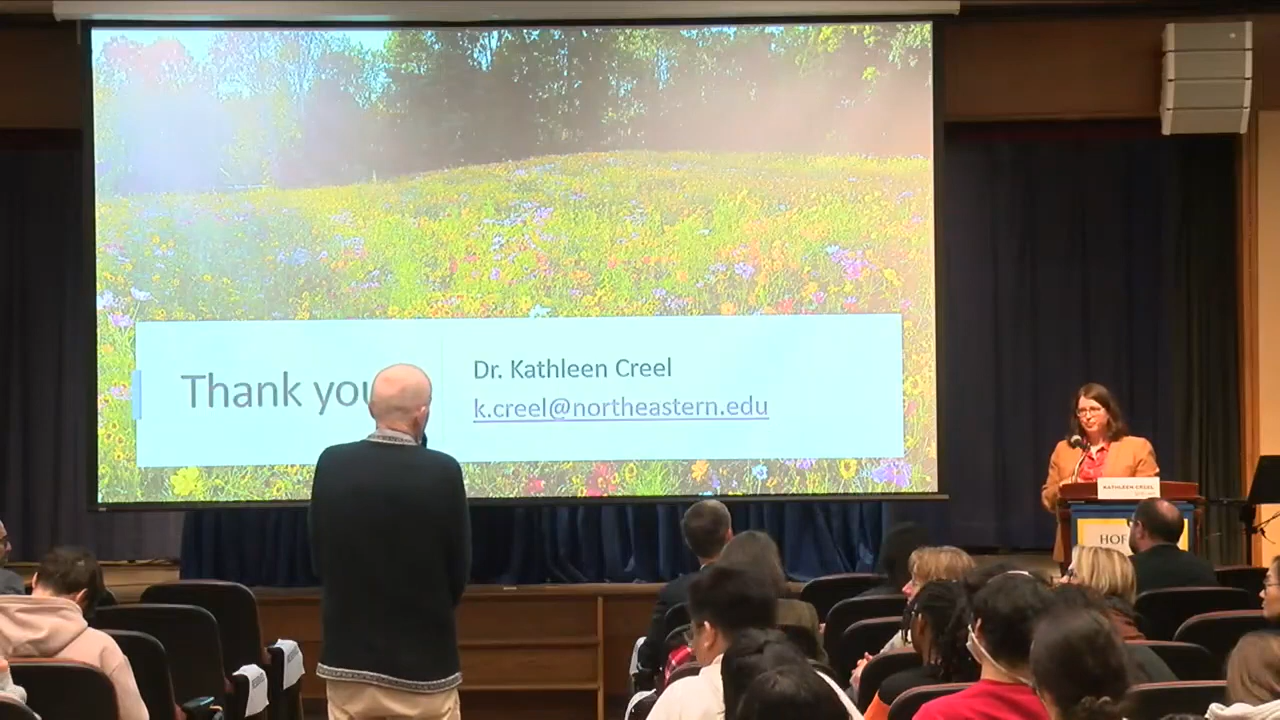 Thank you
Dr. Kathleen Creel
k.creel@northeastern.edu
KATHLEEN CREEL
HOF